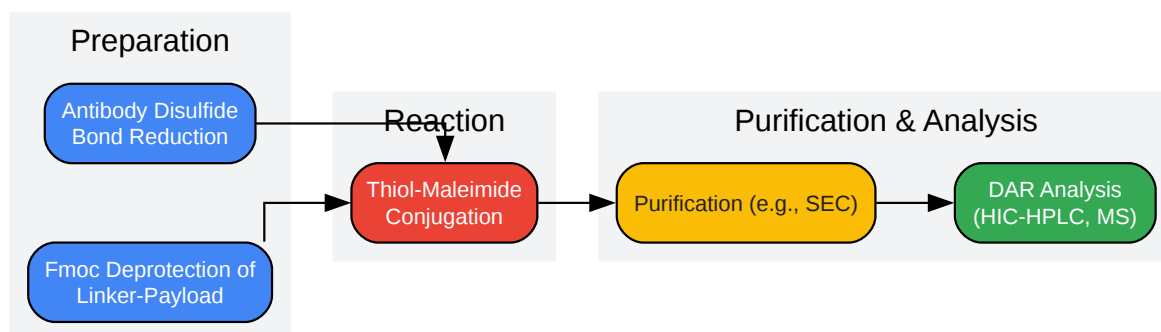 Preparation
Antibody Disulfide
Bond Reduction
Fmoc Deprotection of
Linker-Payload
Reaction
Thiol-Maleimide
Conjugation
Purification & Analysis
Purification (e.g., SEC)
DAR Analysis
(HIC-HPLC, MS)